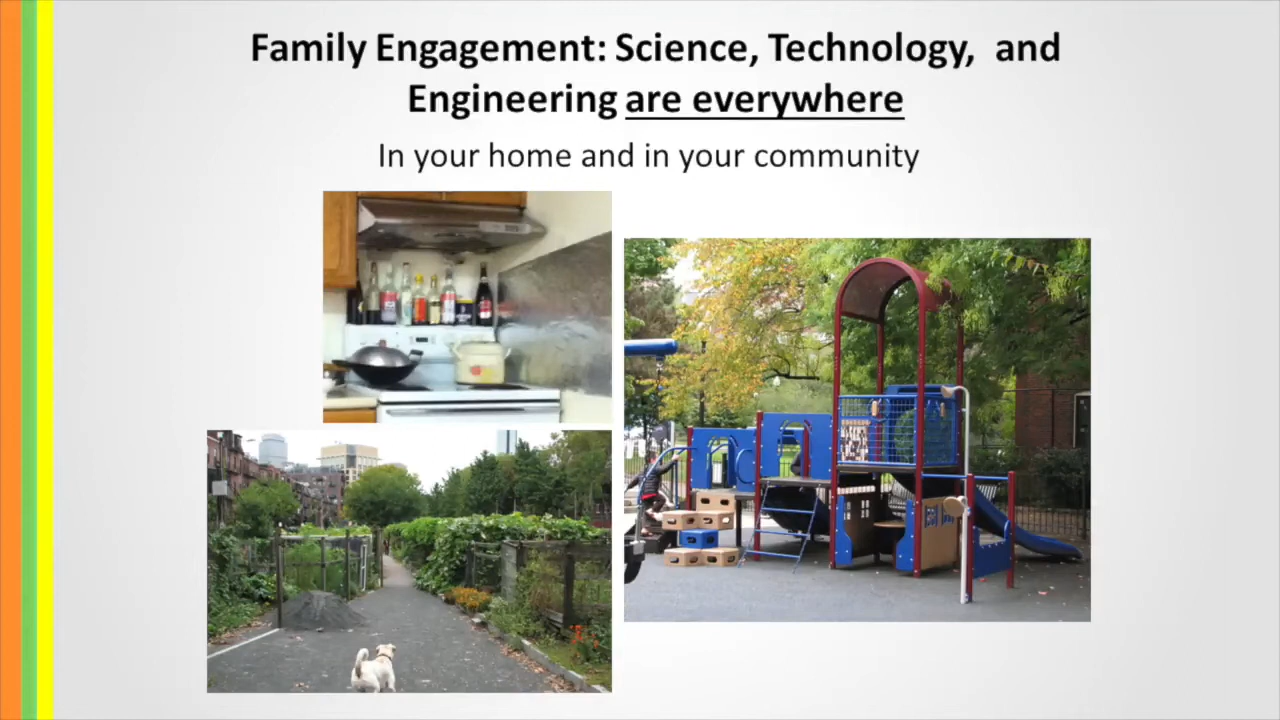 Family Engagement: Science, Technology,  and
Engineering are everywhere
In your home and in your community